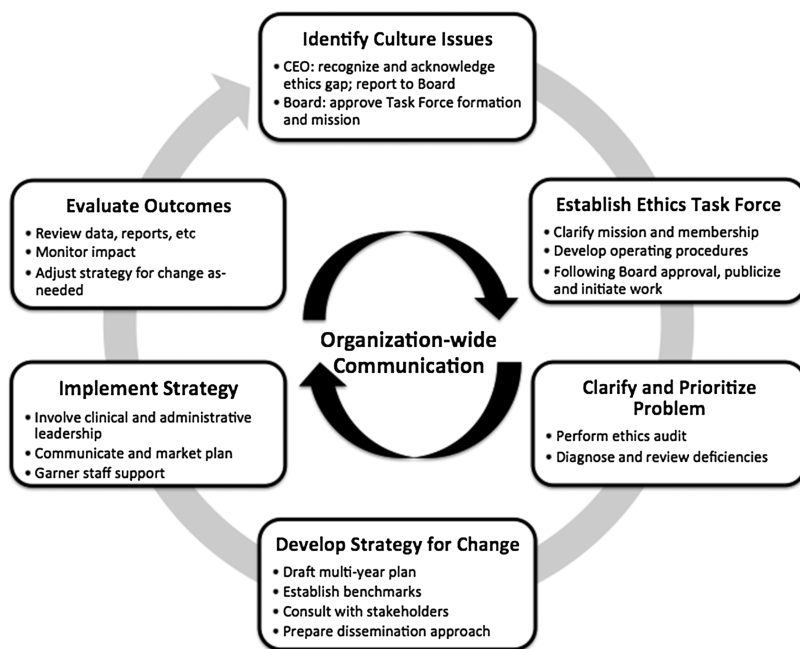 Identify Culture Issues
• CEO: recognize and acknowledge
ethics gap; report to Board
• Board: approve Task Force formation
and mission
Establish Ethics Task Force
• Clarify mission and membership
• Develop operating procedures
• Following Board approval, publicize
and initiate work
Clarify and Prioritize
Problem
• Perform ethics audit
• Diagnose and review deficiencies
Develop Strategy for Change
• Draft multi-year plan
• Establish benchmarks
• Consult with stakeholders
• Prepare dissemination approach
Implement Strategy
• Involve clinical and administrative
leadership
• Communicate and market plan
• Garner staff support
Evaluate Outcomes
• Review data, reports, etc
• Monitor impact
• Adjust strategy for change as-
needed
Organization-wide
Communication